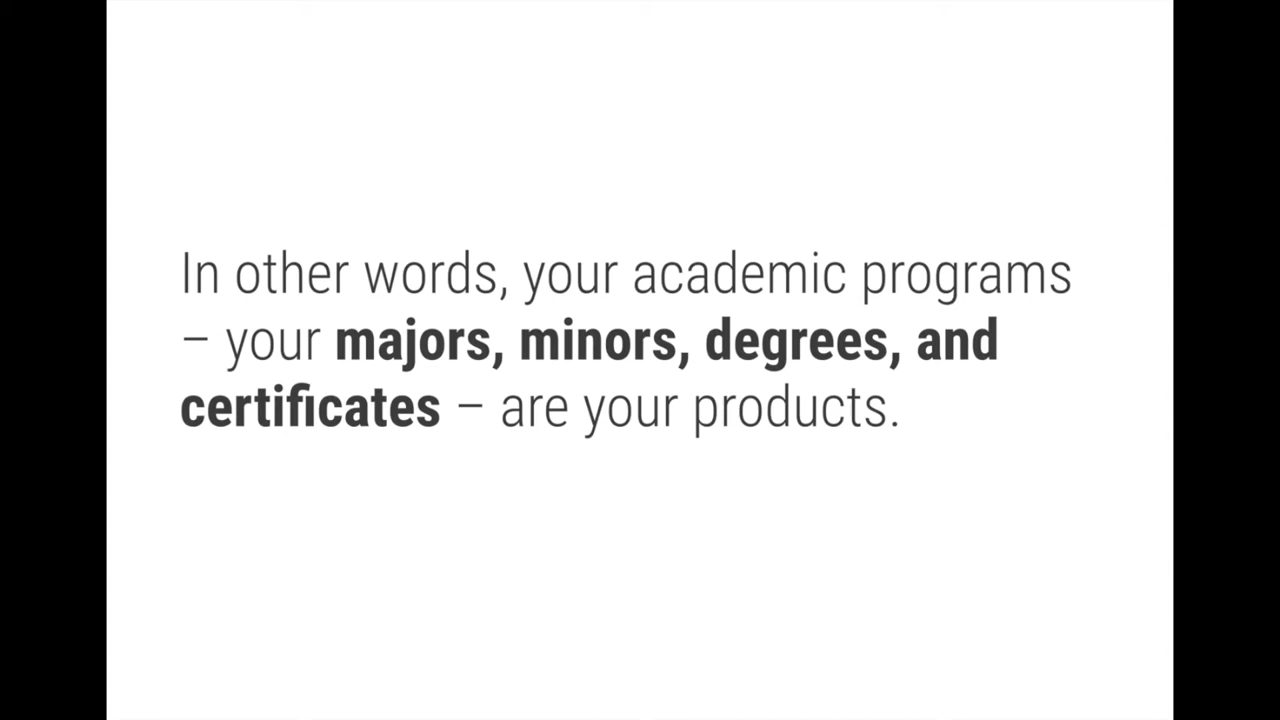 In other words, your academic programs
– your majors, minors, degrees, and
certificates – are your products.